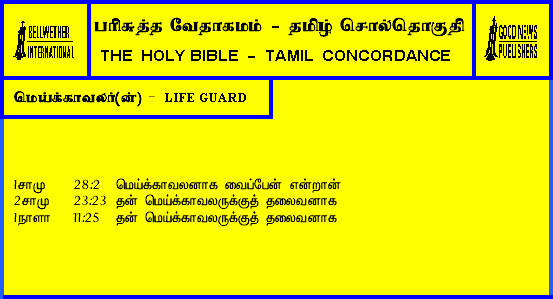 BELLWETHER
INTERNATIONAL
பரிசுத்த வேதாகமம் - தமிழ் சொல்தொகுதி
THE HOLY BIBLE - TAMIL CONCORDANCE
GOOD NEWS
PUBLISHERS
மெய்க்காவலர்(ன்) - LIFE GUARD
1சாமு 28:2 மெய்க்காவலனாக வைப்பேன் என்றான்
2சாமு 23:23 தன் மெய்க்காவலருக்குத் தலைவனாக
1நாளா 11:25 தன் மெய்க்காவலருக்குத் தலைவனாக